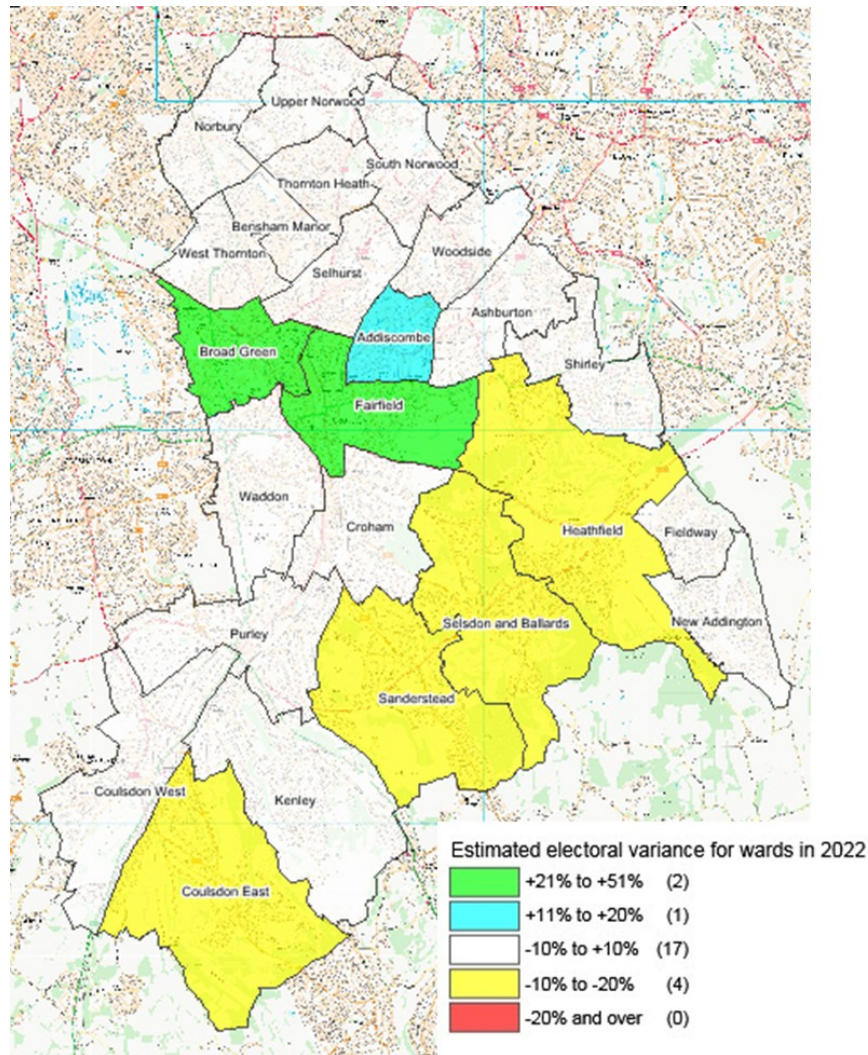 Upper Norwood
Norbury
South Norwood
Thornton Heath
Bensham Manor
West Thornton
Woodside
Selhurst
Ashburton
Addiscombe
Broad Green
Shirley
Fairfield
Waddon
Croham
Heathfield
Fieldway
Selsdon and Ballards
New Addington
Purley
Sanderstead
Coulsdon West
Kenley
Coulsdon East
Estimated electoral variance for wards in 2022
+21% to +51% (2)
+11% to +20% (1)
-10% to +10% (17)
-10% to -20% (4)
-20% and over (0)